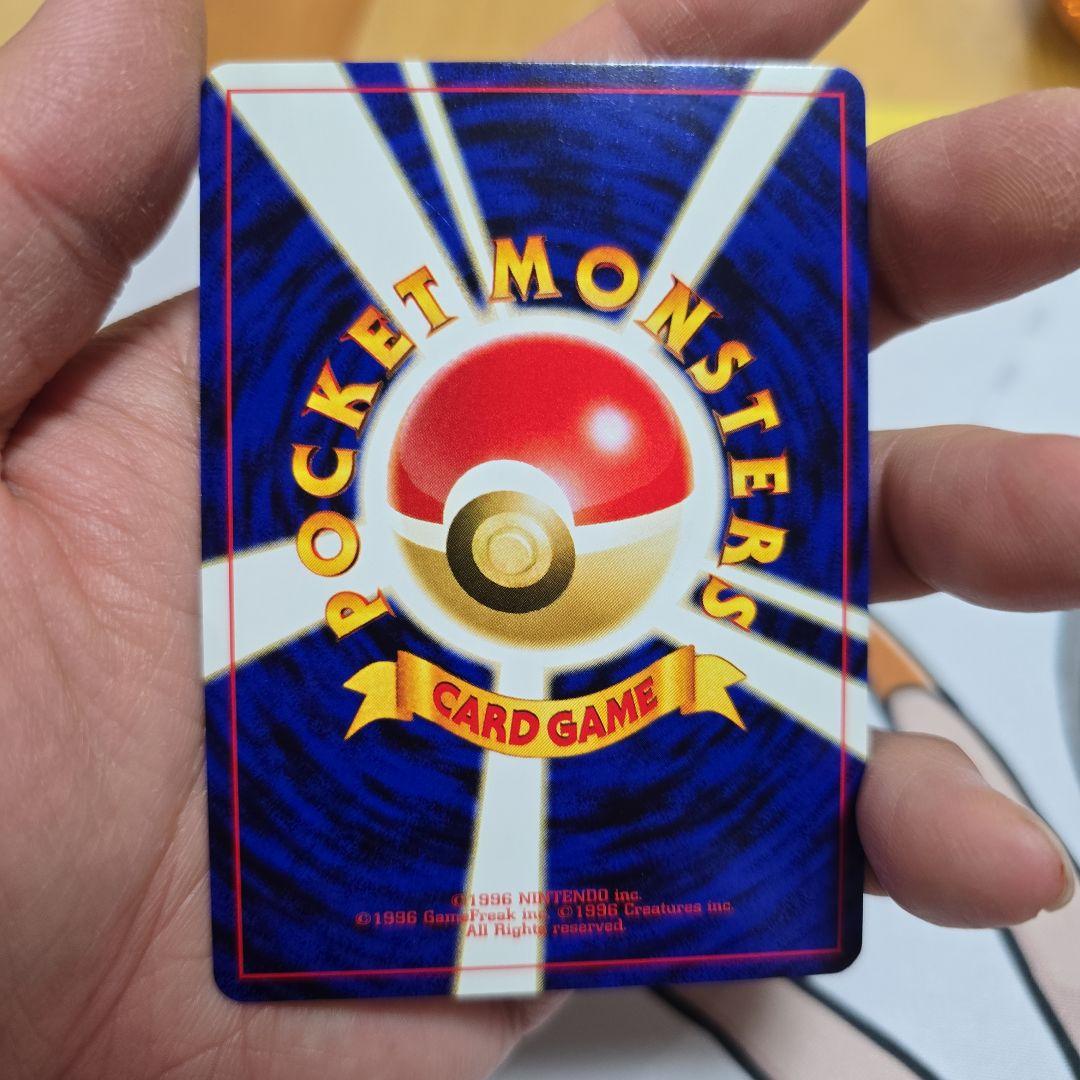 POCKET MONSTERS
CARD GAME
©1996 NINTENDO inc.
©1996 GameFreak inc. ©1996 Creatures inc.
All Rights reserved.